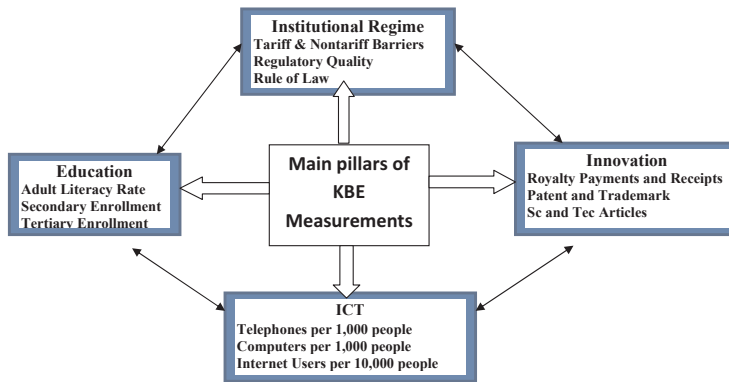 Institutional Regime
Tariff & Nontariff Barriers
Regulatory Quality
Rule of Law
Education
Adult Literacy Rate
Secondary Enrollment
Tertiary Enrollment
Main pillars of
KBE
Measurements
Innovation
Royalty Payments and Receipts
Patent and Trademark
Sc and Tec Articles
ICT
Telephones per 1,000 people
Computers per 1,000 people
Internet Users per 10,000 people